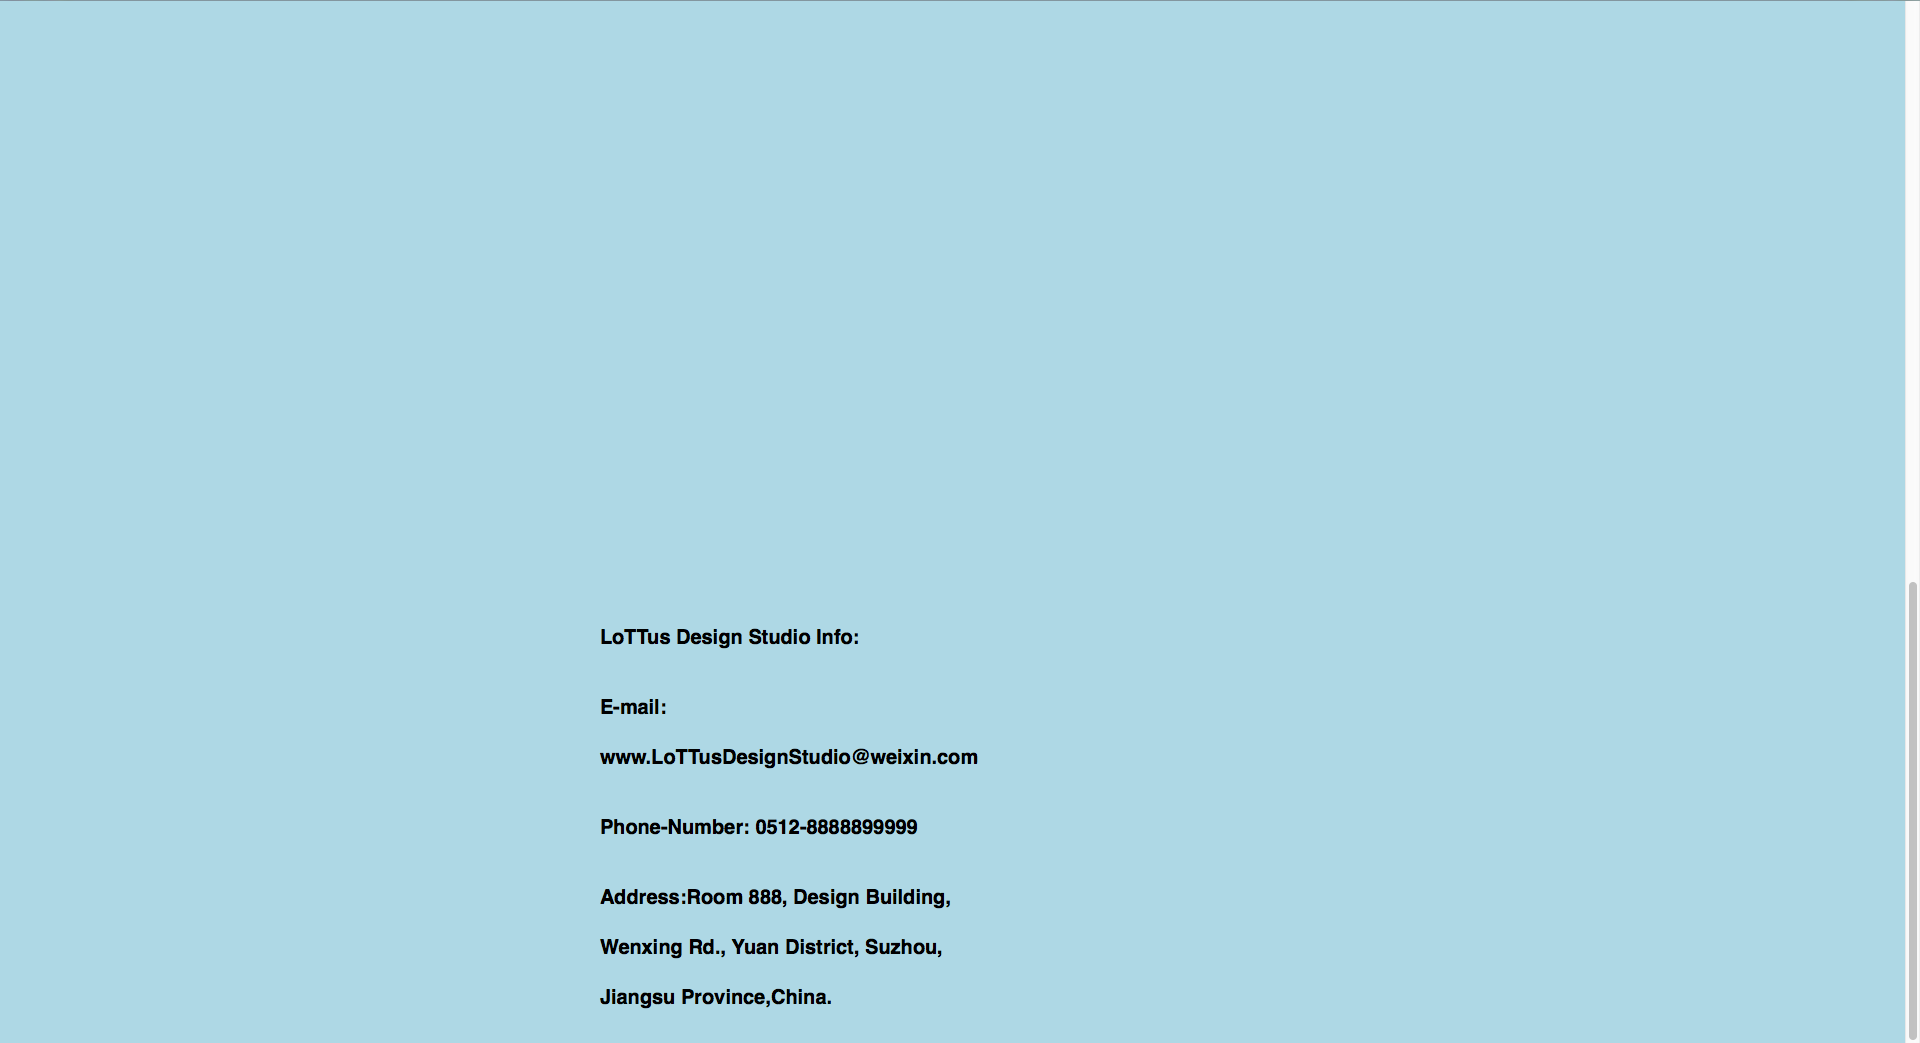 LoTTus Design Studio Info:
E-mail:
www.LoTTusDesignStudio@weixin.com
Phone-Number: 0512-8888899999
Address:Room 888, Design Building,
Wenxing Rd., Yuan District, Suzhou,
Jiangsu Province,China.